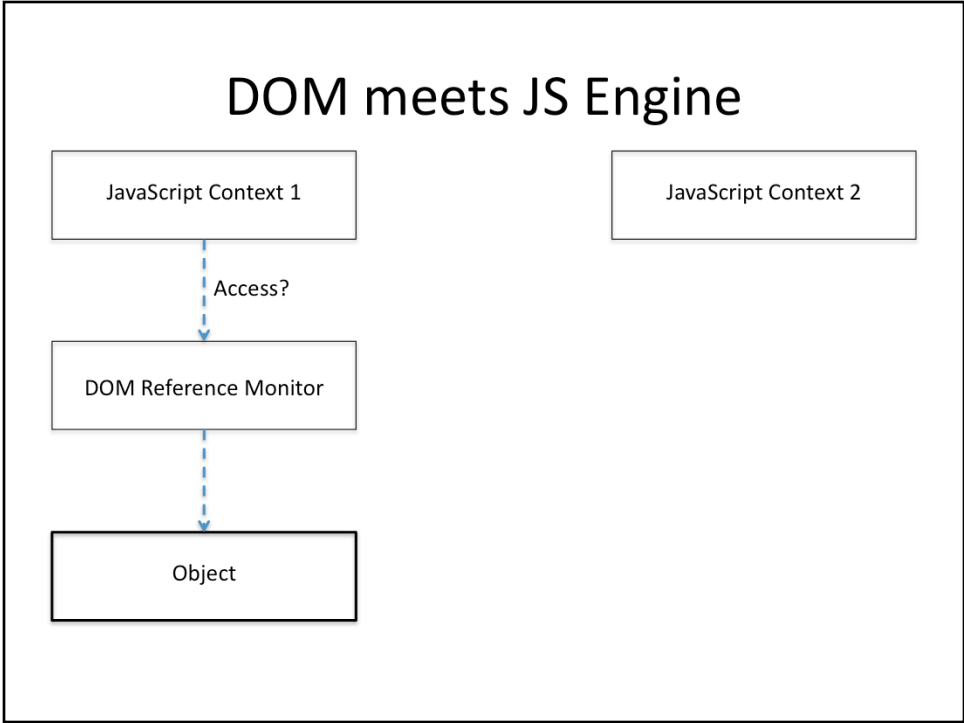 DOM meets JS Engine
JavaScript Context 1
JavaScript Context 2
Access?
DOM Reference Monitor
Object